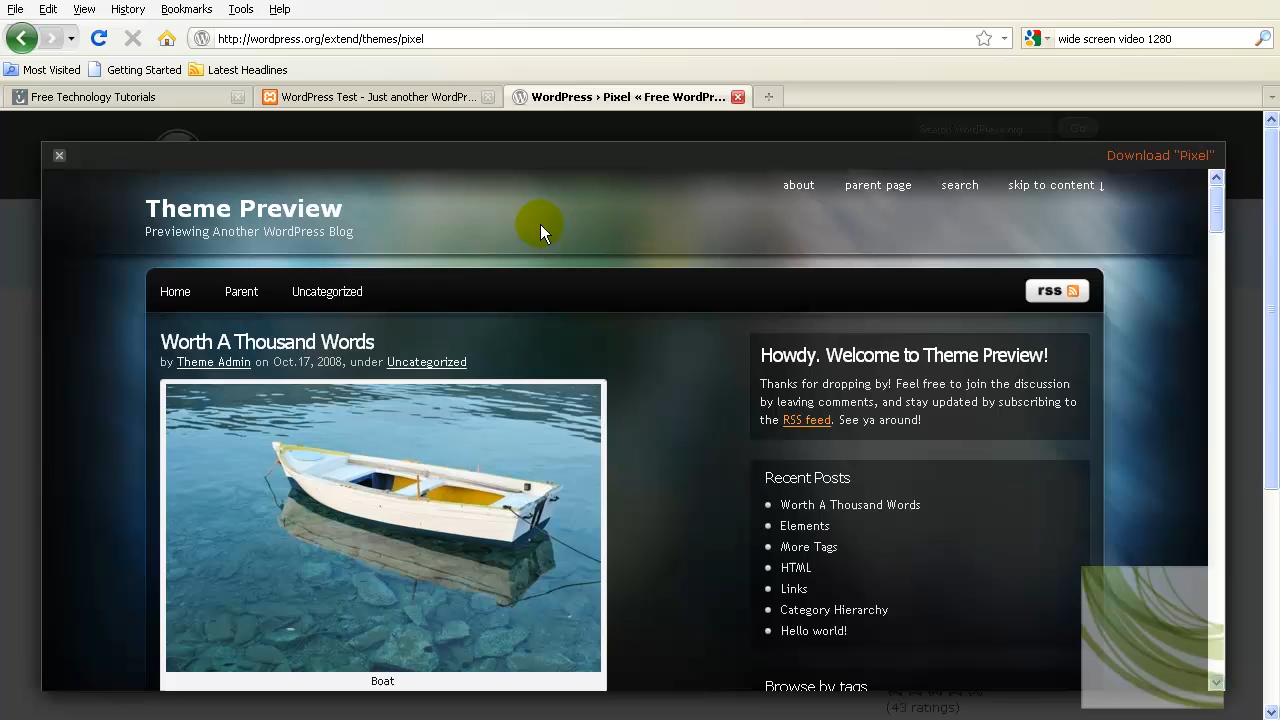 File Edit View History Bookmarks Tools Help
http://wordpress.org/extend/themes/pixel
wide screen video 1280
Most Visited Getting Started Latest Headlines
Free Technology Tutorials
WordPress Test - Just another WordPr...
WordPress › Pixel « Free WordPr...
Search WordPress.org
Go
Download "Pixel"
about parent page search skip to content ↓
Theme Preview
Previewing Another WordPress Blog
Home Parent Uncategorized
rss
Worth A Thousand Words
by Theme Admin on Oct.17, 2008, under Uncategorized
Boat
Howdy. Welcome to Theme Preview!
Thanks for dropping by! Feel free to join the discussion
by leaving comments, and stay updated by subscribing to
the RSS feed. See ya around!
Recent Posts
Worth A Thousand Words
Elements
More Tags
HTML
Links
Category Hierarchy
Hello world!
Browse by tags
(43 ratings)